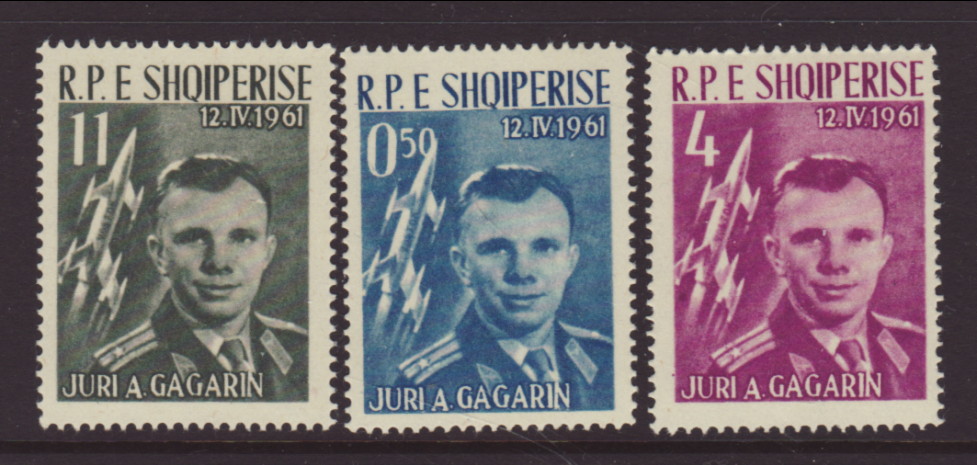 R.P.E SHQIPERISE
12.IV.1961
11
JURI A. GAGARIN
R.P.E SHQIPERISE
12.IV.1961
0,50
JURI A. GAGARIN
R.P.E SHQIPERISE
12.IV.1961
4
JURI A. GAGARIN